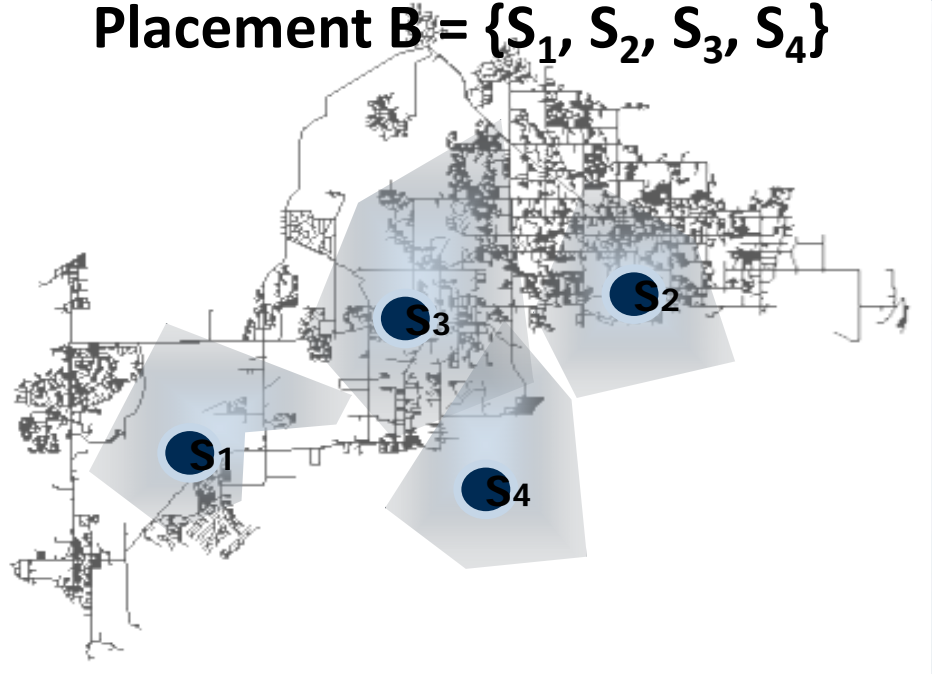 Placement B = {S₁, S₂, S₃, S₄}
S2
S3
S1
S4